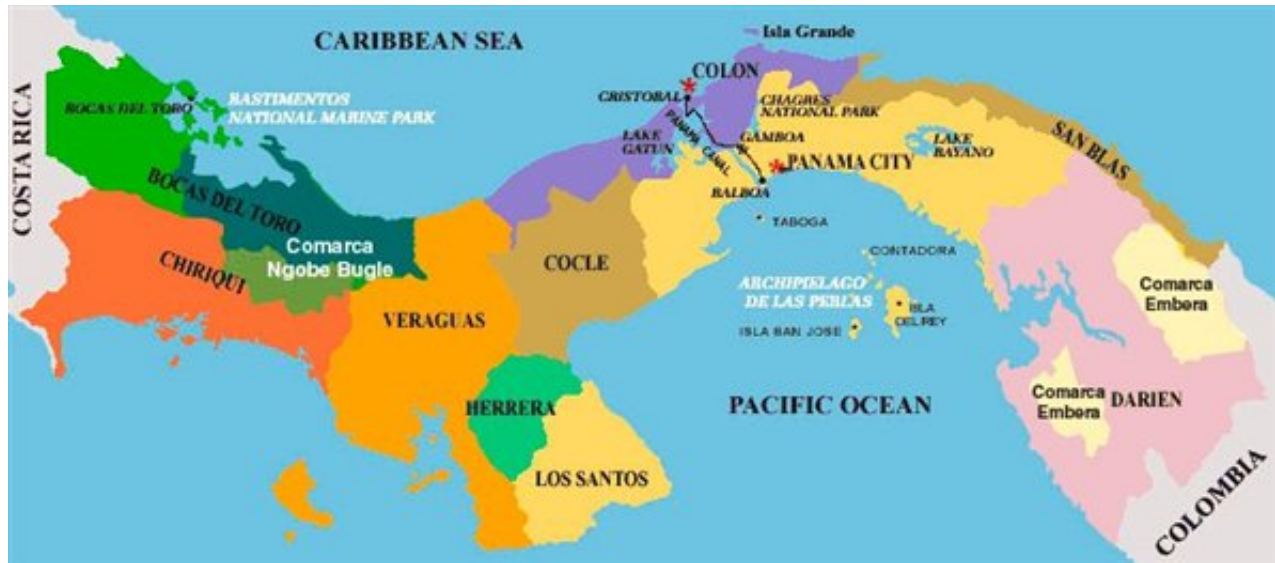 CARIBBEAN SEA
Isla Grande
COSTA RICA
COLON
BOCAS DEL TORO
BASTIMENTOS
NATIONAL MARINE PARK
CRISTOBAL
CHAGRES
NATIONAL PARK
PANAMA CANAL
LAKE
GATUN
GAMBOA
LAKE
BAYANO
SAN BLAS
PANAMA CITY
BALBOA
BOCAS DEL TORO
TABOGA
Comarca
Ngobe Bugle
CHIRIQUI
COCLE
CONTADORA
ARCHIPIELAGO
DE LAS PERLAS
Comarca
Embera
VERAGUAS
ISLA
DEL REY
ISLA SAN JOSE
HERRERA
PACIFIC OCEAN
Comarca
Embera
DARIEN
LOS SANTOS
COLOMBIA